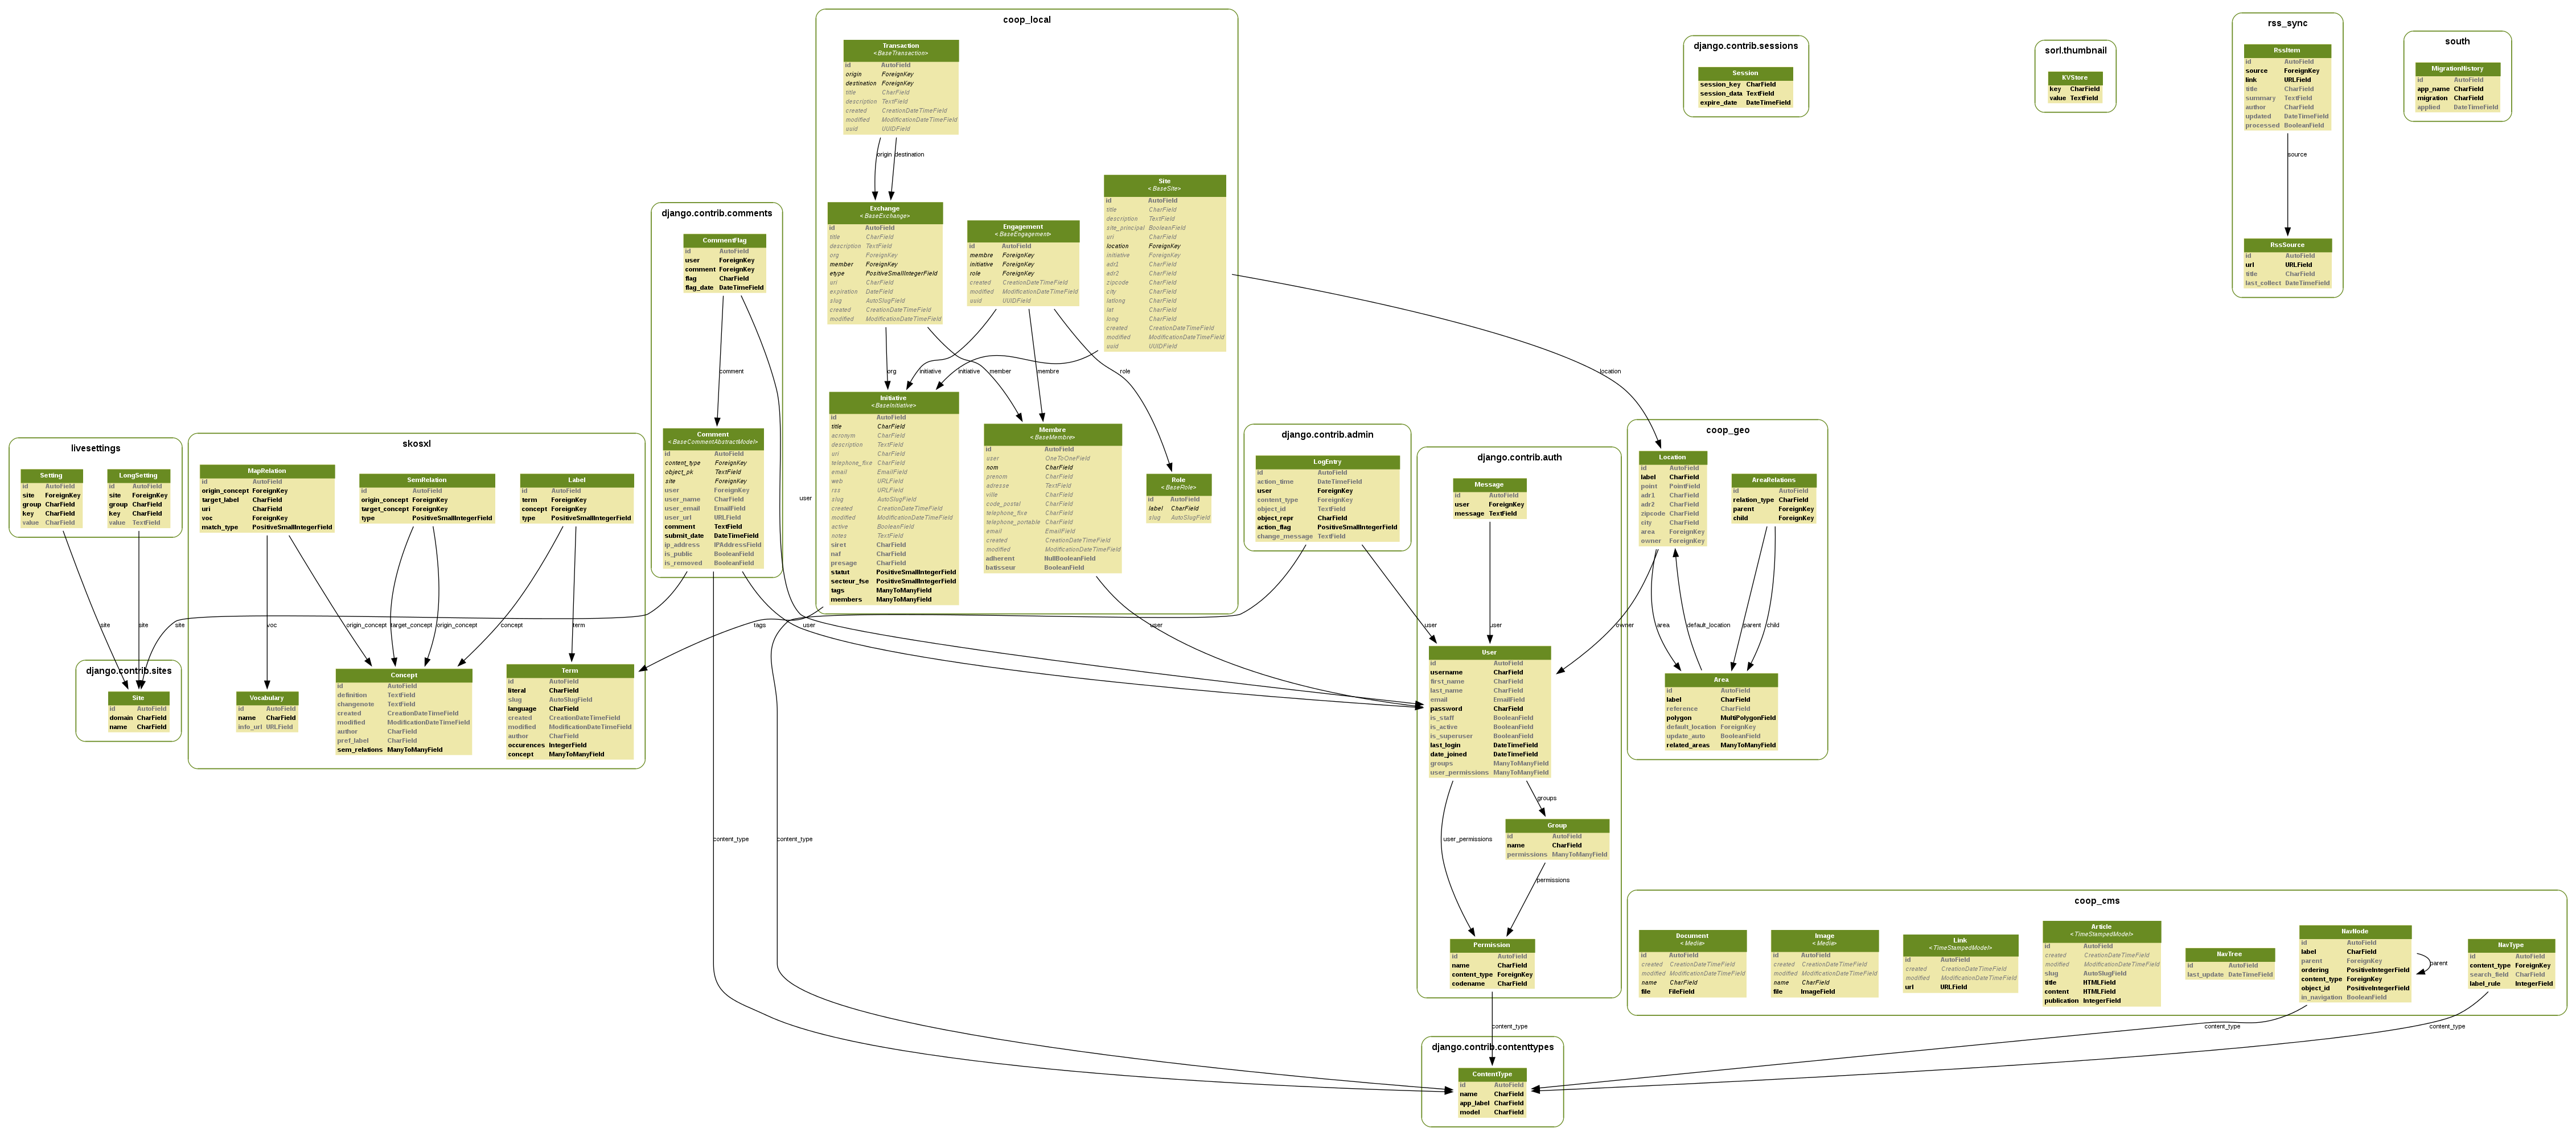 coop_local
Transaction
<BaseTransaction>
id AutoField
origin ForeignKey
destination ForeignKey
title CharField
description TextField
created CreationDateTimeField
modified ModificationDateTimeField
uuid UUIDField
origin
destination
Exchange
<BaseExchange>
id AutoField
title CharField
description TextField
org ForeignKey
member ForeignKey
etype PositiveSmallIntegerField
uri CharField
expiration DateField
slug AutoSlugField
created CreationDateTimeField
modified ModificationDateTimeField
Engagement
<BaseEngagement>
id AutoField
membre ForeignKey
initiative ForeignKey
role ForeignKey
created CreationDateTimeField
modified ModificationDateTimeField
uuid UUIDField
Site
<BaseSite>
id AutoField
title CharField
description TextField
site_principal BooleanField
uri CharField
location ForeignKey
initiative ForeignKey
adr1 CharField
adr2 CharField
zipcode CharField
city CharField
latlong CharField
lat CharField
long CharField
created CreationDateTimeField
modified ModificationDateTimeField
uuid UUIDField
org
initiative
initiative
member
membre
role
location
Initiative
<BaseInitiative>
id AutoField
title CharField
acronym CharField
description TextField
uri CharField
telephone_fixe CharField
email EmailField
web URLField
rss URLField
slug AutoSlugField
created CreationDateTimeField
modified ModificationDateTimeField
active BooleanField
notes TextField
siret CharField
naf CharField
presage CharField
statut PositiveSmallIntegerField
secteur_fse PositiveSmallIntegerField
tags ManyToManyField
members ManyToManyField
Membre
<BaseMembre>
id AutoField
user OneToOneField
nom CharField
prenom CharField
adresse TextField
ville CharField
code_postal CharField
telephone_fixe CharField
telephone_portable CharField
email EmailField
created CreationDateTimeField
modified ModificationDateTimeField
adherent NullBooleanField
batisseur BooleanField
Role
<BaseRole>
id AutoField
label CharField
slug AutoSlugField
django.contrib.sessions
Session
session_key CharField
session_data TextField
expire_date DateTimeField
sorl.thumbnail
KVStore
key CharField
value TextField
rss_sync
RssItem
id AutoField
source ForeignKey
link URLField
title CharField
summary TextField
author CharField
updated DateTimeField
processed BooleanField
source
RssSource
id AutoField
url URLField
title CharField
last_collect DateTimeField
south
MigrationHistory
id AutoField
app_name CharField
migration CharField
applied DateTimeField
django.contrib.comments
CommentFlag
id AutoField
user ForeignKey
comment ForeignKey
flag CharField
flag_date DateTimeField
comment
user
Comment
<BaseCommentAbstractModel>
id AutoField
content_type ForeignKey
object_pk TextField
site ForeignKey
user ForeignKey
user_name CharField
user_email EmailField
user_url URLField
comment TextField
submit_date DateTimeField
ip_address IPAddressField
is_public BooleanField
is_removed BooleanField
livesettings
Setting
id AutoField
site ForeignKey
group CharField
key CharField
value CharField
LongSetting
id AutoField
site ForeignKey
group CharField
key CharField
value TextField
site
site
site
django.contrib.sites
Site
id AutoField
domain CharField
name CharField
skosxl
MapRelation
id AutoField
origin_concept ForeignKey
target_label CharField
uri CharField
voc ForeignKey
match_type PositiveSmallIntegerField
SemRelation
id AutoField
origin_concept ForeignKey
target_concept ForeignKey
type PositiveSmallIntegerField
Label
id AutoField
term ForeignKey
concept ForeignKey
type PositiveSmallIntegerField
voc
origin_concept
target_concept
origin_concept
concept
term
tags
Vocabulary
id AutoField
name CharField
info_url URLField
Concept
id AutoField
definition TextField
changenote TextField
created CreationDateTimeField
modified ModificationDateTimeField
author CharField
pref_label CharField
sem_relations ManyToManyField
Term
id AutoField
literal CharField
slug AutoSlugField
language CharField
created CreationDateTimeField
modified ModificationDateTimeField
author CharField
occurences IntegerField
concept ManyToManyField
django.contrib.admin
LogEntry
id AutoField
action_time DateTimeField
user ForeignKey
content_type ForeignKey
object_id TextField
object_repr CharField
action_flag PositiveSmallIntegerField
change_message TextField
django.contrib.auth
Message
id AutoField
user ForeignKey
message TextField
user
user
user
user
owner
User
id AutoField
username CharField
first_name CharField
last_name CharField
email EmailField
password CharField
is_staff BooleanField
is_active BooleanField
is_superuser BooleanField
last_login DateTimeField
date_joined DateTimeField
groups ManyToManyField
user_permissions ManyToManyField
groups
user_permissions
Group
id AutoField
name CharField
permissions ManyToManyField
permissions
Permission
id AutoField
name CharField
content_type ForeignKey
codename CharField
coop_geo
Location
id AutoField
label CharField
point PointField
adr1 CharField
adr2 CharField
zipcode CharField
city CharField
area ForeignKey
owner ForeignKey
AreaRelations
id AutoField
relation_type CharField
parent ForeignKey
child ForeignKey
area
default_location
parent
child
Area
id AutoField
label CharField
reference CharField
polygon MultiPolygonField
default_location ForeignKey
update_auto BooleanField
related_areas ManyToManyField
coop_cms
Document
<Media>
id AutoField
created CreationDateTimeField
modified ModificationDateTimeField
name CharField
file FileField
Image
<Media>
id AutoField
created CreationDateTimeField
modified ModificationDateTimeField
name CharField
file ImageField
Link
<TimeStampedModel>
id AutoField
created CreationDateTimeField
modified ModificationDateTimeField
url URLField
Article
<TimeStampedModel>
id AutoField
created CreationDateTimeField
modified ModificationDateTimeField
slug AutoSlugField
title HTMLField
content HTMLField
publication IntegerField
NavTree
id AutoField
last_update DateTimeField
NavNode
id AutoField
label CharField
parent ForeignKey
ordering PositiveIntegerField
content_type ForeignKey
object_id PositiveIntegerField
in_navigation BooleanField
parent
NavType
id AutoField
content_type ForeignKey
search_field CharField
label_rule IntegerField
content_type
content_type
content_type
content_type
content_type
django.contrib.contenttypes
ContentType
id AutoField
name CharField
app_label CharField
model CharField